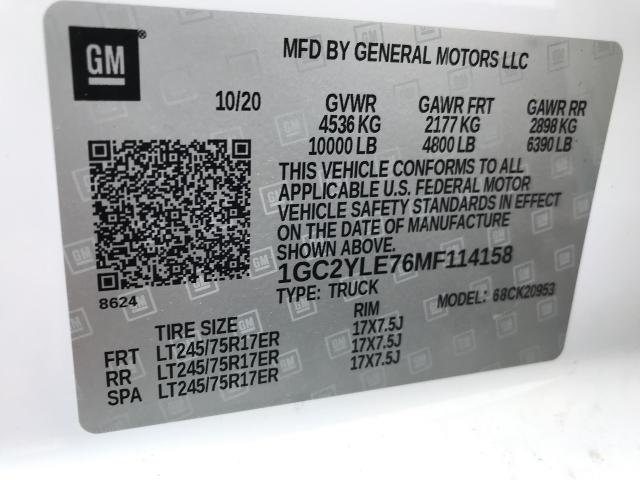 GM
MFD BY GENERAL MOTORS LLC
10/20 GVWR GAWR FRT GAWR RR
4536 KG 2177 KG 2898 KG
10000 LB 4800 LB 6390 LB
THIS VEHICLE CONFORMS TO ALL
APPLICABLE U.S. FEDERAL MOTOR
VEHICLE SAFETY STANDARDS IN EFFECT
ON THE DATE OF MANUFACTURE
SHOWN ABOVE.
1GC2YLE76MF114158
8624
TYPE: TRUCK MODEL: 68CK20953
TIRE SIZE RIM
FRT LT245/75R17ER 17X7.5J
RR LT245/75R17ER 17X7.5J
SPA LT245/75R17ER 17X7.5J